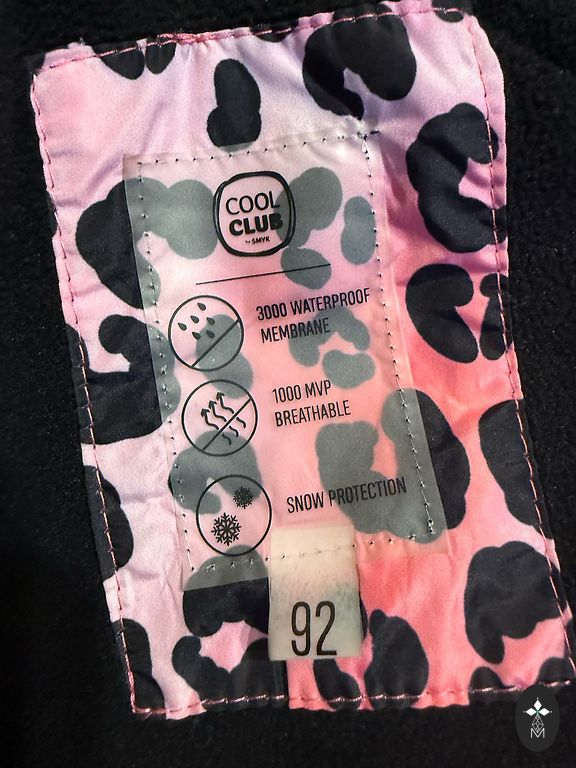 COOL
CLUB
by SMYK
3000 WATERPROOF
MEMBRANE
1000 MVP
BREATHABLE
SNOW PROTECTION
92
M